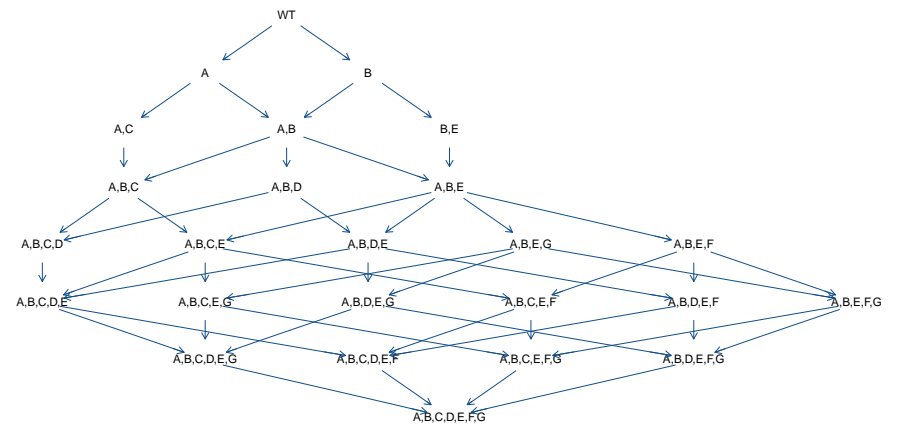 WT
A B
A,C A,B B,E
A,B,C A,B,D A,B,E
A,B,C,D A,B,C,E A,B,D,E A,B,E,G A,B,E,F
A,B,C,D,E A,B,C,E,G A,B,D,E,G A,B,C,E,F A,B,D,E,F A,B,E,F,G
A,B,C,D,E,G A,B,C,D,E,F A,B,C,E,F,G A,B,D,E,F,G
A,B,C,D,E,F,G